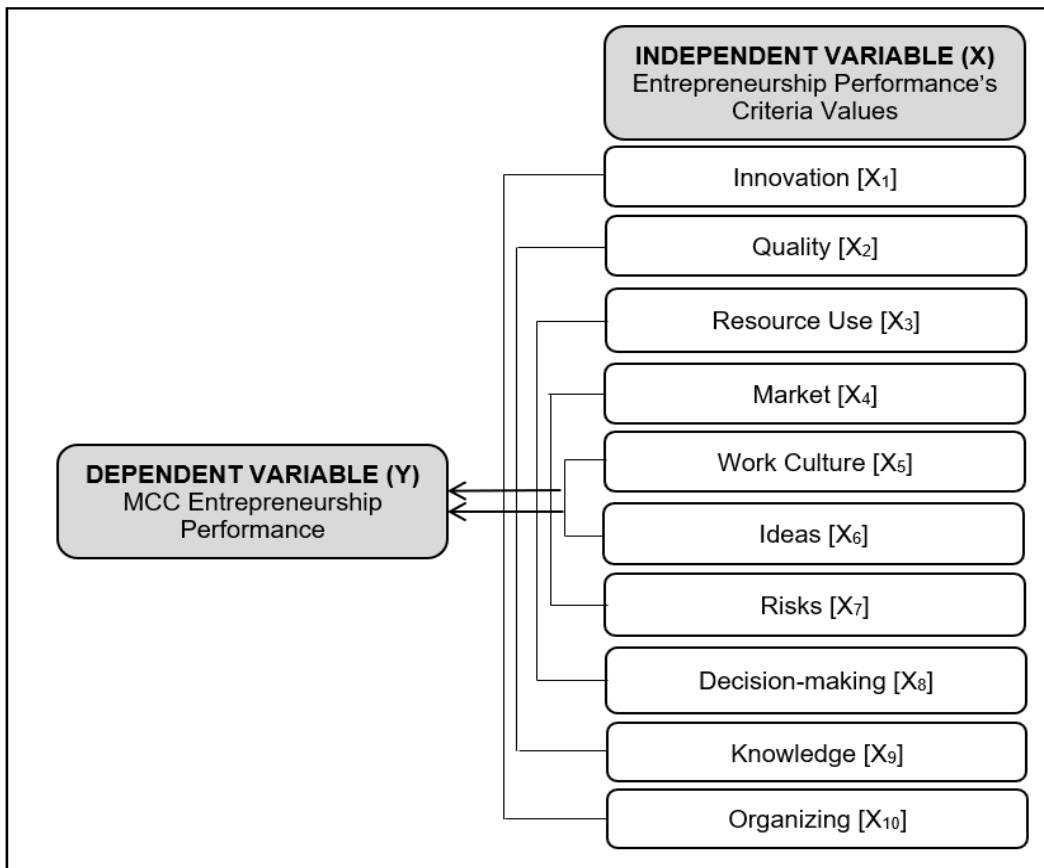 INDEPENDENT VARIABLE (X)
Entrepreneurship Performance's
Criteria Values
Innovation [X₁]
Quality [X₂]
Resource Use [X₃]
Market [X₄]
Work Culture [X₅]
DEPENDENT VARIABLE (Y)
MCC Entrepreneurship
Performance
Ideas [X₆]
Risks [X₇]
Decision-making [X₈]
Knowledge [X₉]
Organizing [X₁₀]